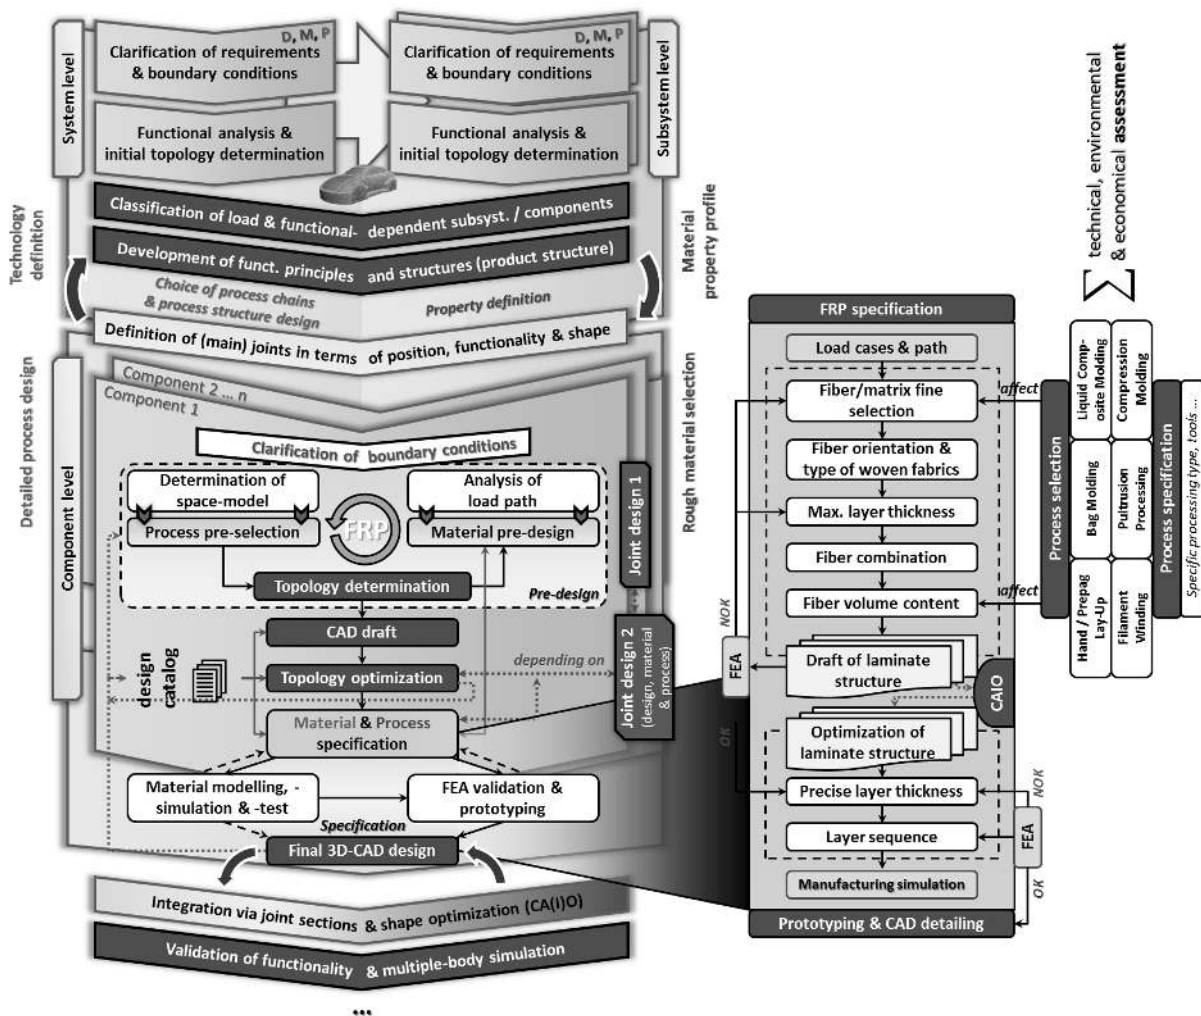 D, M, P
Clarification of requirements
& boundary conditions
D, M, P
Clarification of requirements
& boundary conditions
System level
Subsystem level
Functional analysis &
initial topology determination
Functional analysis &
initial topology determination
Classification of load & functional- dependent subsyst. / components
Technology
definition
Material
property profile
Development of funct. principles and structures (product structure)
Choice of process chains
& process structure design
Property definition
Definition of (main) joints in terms of position, functionality & shape
Detailed process design
Rough material selection
Component level
Component 2 ... n
Component 1
Clarification of boundary conditions
Determination of
space-model
Analysis of
load path
Process pre-selection
FRP
Material pre-design
Topology determination
Pre-design
Joint design 1
CAD draft
design
catalog
Topology optimization
depending on
Joint design 2
(design, material
& process)
Material & Process
specification
Material modelling, -
simulation & -test
FEA validation &
prototyping
Specification
Final 3D-CAD design
Integration via joint sections & shape optimization (CA(I)O)
Validation of functionality & multiple-body simulation
...
FRP specification
Load cases & path
Fiber/matrix fine
selection
Fiber orientation &
type of woven fabrics
Max. layer thickness
Fiber combination
Fiber volume content
NOK
FEA
OK
Draft of laminate
structure
CAIO
Optimization of
laminate structure
Precise layer thickness
Layer sequence
NOK
FEA
OK
Manufacturing simulation
Prototyping & CAD detailing
affect
affect
Process selection
technical, environmental
& economical assessment
Σ
Liquid Comp-
osite Molding
Compression
Molding
Bag Molding
Pultrusion
Processing
Hand / Prepag
Lay-Up
Filament
Winding
Process specification
Specific processing type, tools ...